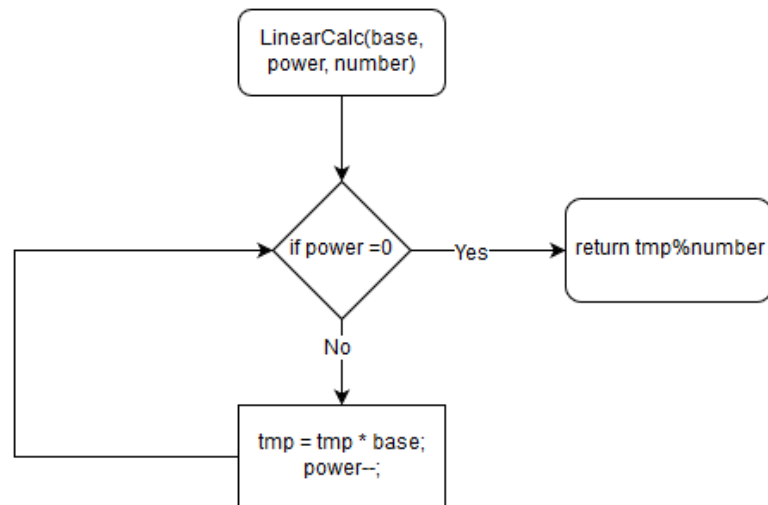 LinearCalc(base,
power, number)
if power =0
Yes
return tmp%number
No
tmp = tmp * base;
power--;